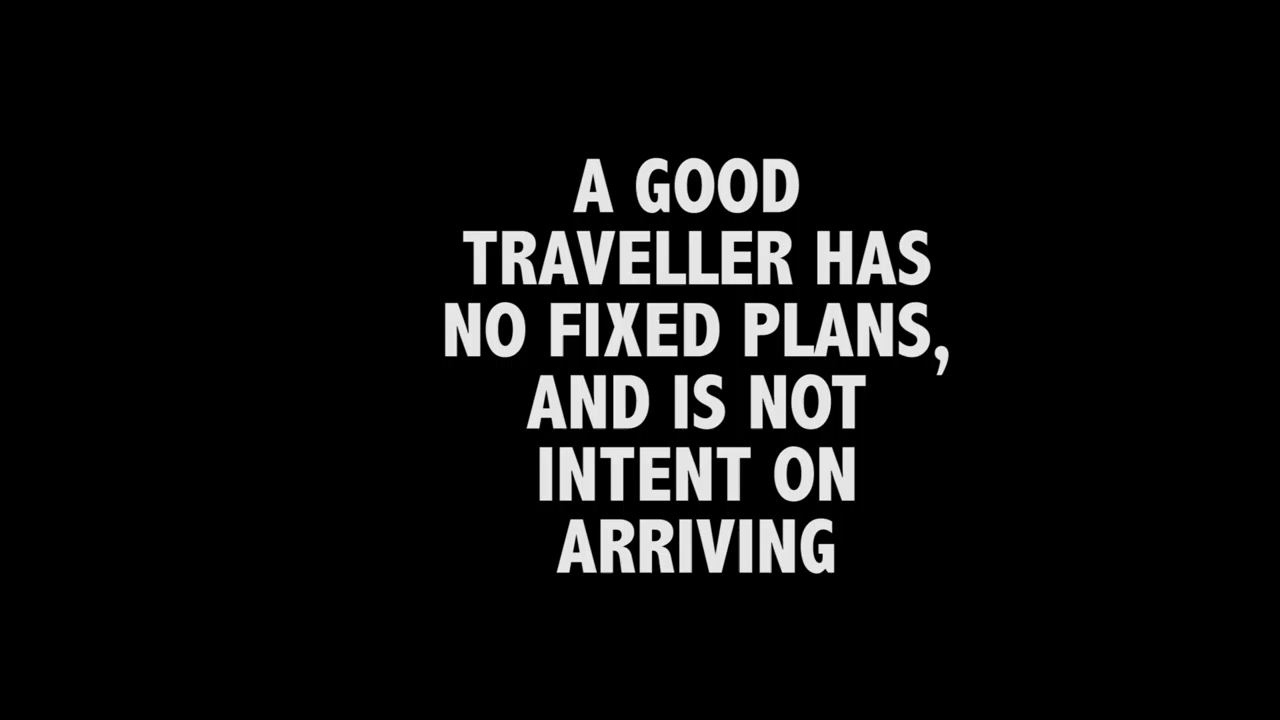 A GOOD
TRAVELLER HAS
NO FIXED PLANS,
AND IS NOT
INTENT ON
ARRIVING